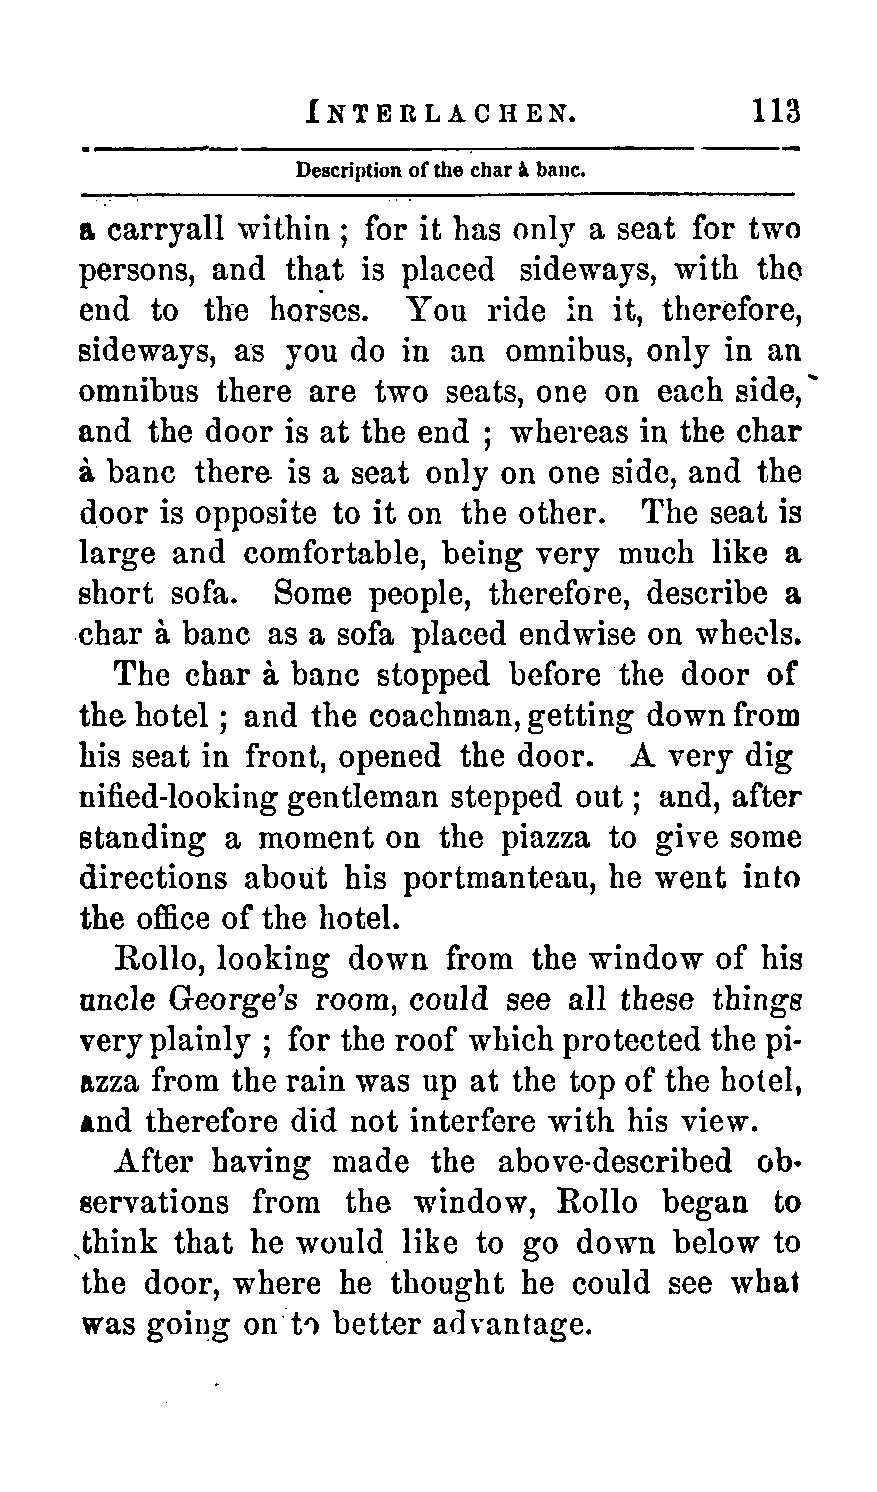 INTERLACHEN. 113
Description of the char à banc.
a carryall within ; for it has only a seat for two
persons, and that is placed sideways, with the
end to the horses. You ride in it, therefore,
sideways, as you do in an omnibus, only in an
omnibus there are two seats, one on each side,
and the door is at the end ; whereas in the char
à banc there is a seat only on one side, and the
door is opposite to it on the other. The seat is
large and comfortable, being very much like a
short sofa. Some people, therefore, describe a
char à banc as a sofa placed endwise on wheels.
The char à banc stopped before the door of
the hotel ; and the coachman, getting down from
his seat in front, opened the door. A very dig
nified-looking gentleman stepped out ; and, after
standing a moment on the piazza to give some
directions about his portmanteau, he went into
the office of the hotel.
Rollo, looking down from the window of his
uncle George's room, could see all these things
very plainly ; for the roof which protected the pi-
azza from the rain was up at the top of the hotel,
and therefore did not interfere with his view.
After having made the above-described ob-
servations from the window, Rollo began to
think that he would like to go down below to
the door, where he thought he could see what
was going on to better advantage.